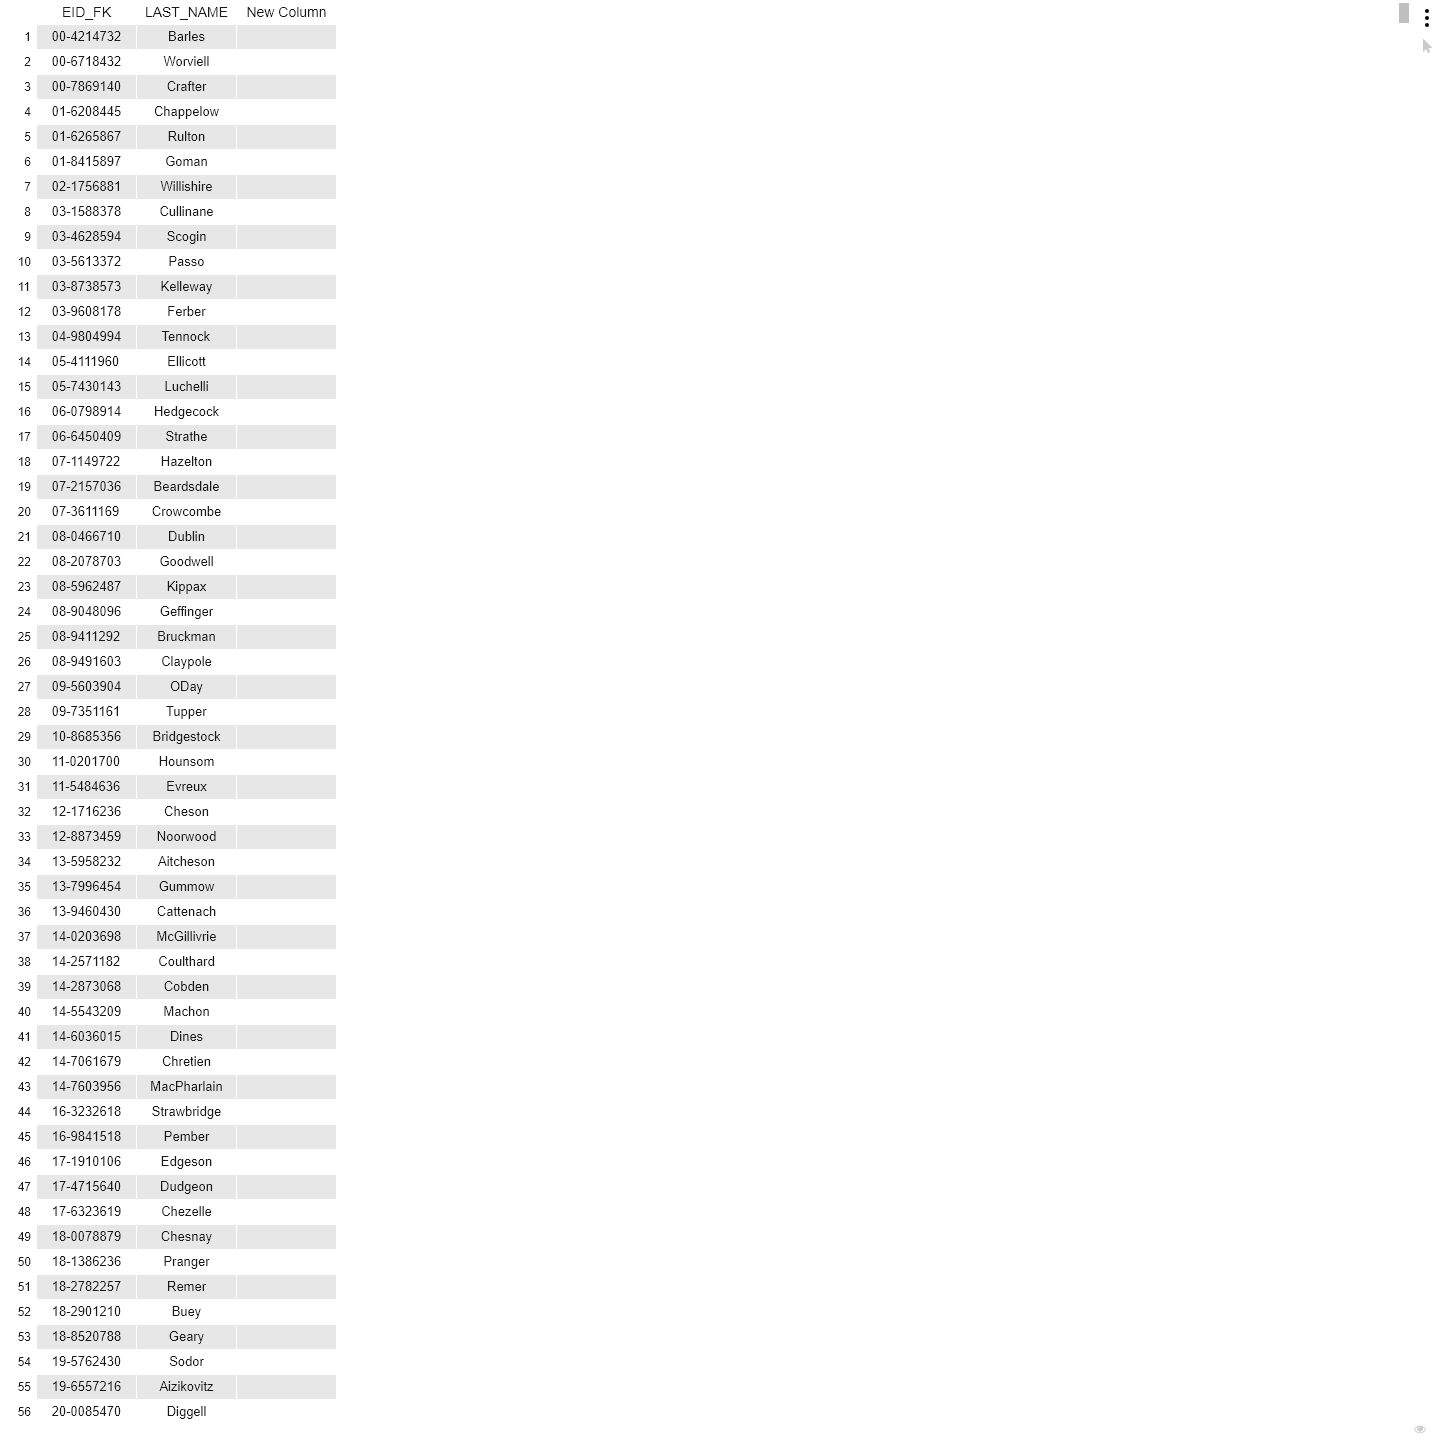 EID_FK LAST_NAME New Column
1 00-4214732 Barles
2 00-6718432 Worviell
3 00-7869140 Crafter
4 01-6208445 Chappelow
5 01-6265867 Rulton
6 01-8415897 Goman
7 02-1756881 Willishire
8 03-1588378 Cullinane
9 03-4628594 Scogin
10 03-5613372 Passo
11 03-8738573 Kelleway
12 03-9608178 Ferber
13 04-9804994 Tennock
14 05-4111960 Ellicott
15 05-7430143 Luchelli
16 06-0798914 Hedgecock
17 06-6450409 Strathe
18 07-1149722 Hazelton
19 07-2157036 Beardsdale
20 07-3611169 Crowcombe
21 08-0466710 Dublin
22 08-2078703 Goodwell
23 08-5962487 Kippax
24 08-9048096 Geffinger
25 08-9411292 Bruckman
26 08-9491603 Claypole
27 09-5603904 ODay
28 09-7351161 Tupper
29 10-8685356 Bridgestock
30 11-0201700 Hounsom
31 11-5484636 Evreux
32 12-1716236 Cheson
33 12-8873459 Noorwood
34 13-5958232 Aitcheson
35 13-7996454 Gummow
36 13-9460430 Cattenach
37 14-0203698 McGillivrie
38 14-2571182 Coulthard
39 14-2873068 Cobden
40 14-5543209 Machon
41 14-6036015 Dines
42 14-7061679 Chretien
43 14-7603956 MacPharlain
44 16-3232618 Strawbridge
45 16-9841518 Pember
46 17-1910106 Edgeson
47 17-4715640 Dudgeon
48 17-6323619 Chezelle
49 18-0078879 Chesnay
50 18-1386236 Pranger
51 18-2782257 Remer
52 18-2901210 Buey
53 18-8520788 Geary
54 19-5762430 Sodor
55 19-6557216 Aizikovitz
56 20-0085470 Diggell